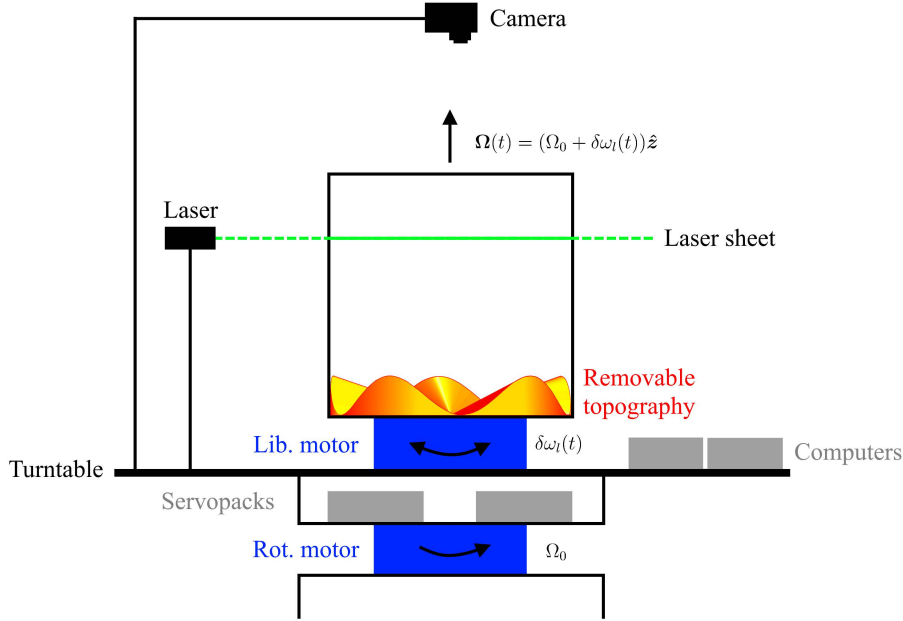 Camera
𝛀(t) = (Ω₀ + δω_l(t))ẑ
Laser
Laser sheet
Removable
topography
Lib. motor
δω_l(t)
Computers
Turntable
Servopacks
Rot. motor
Ω₀